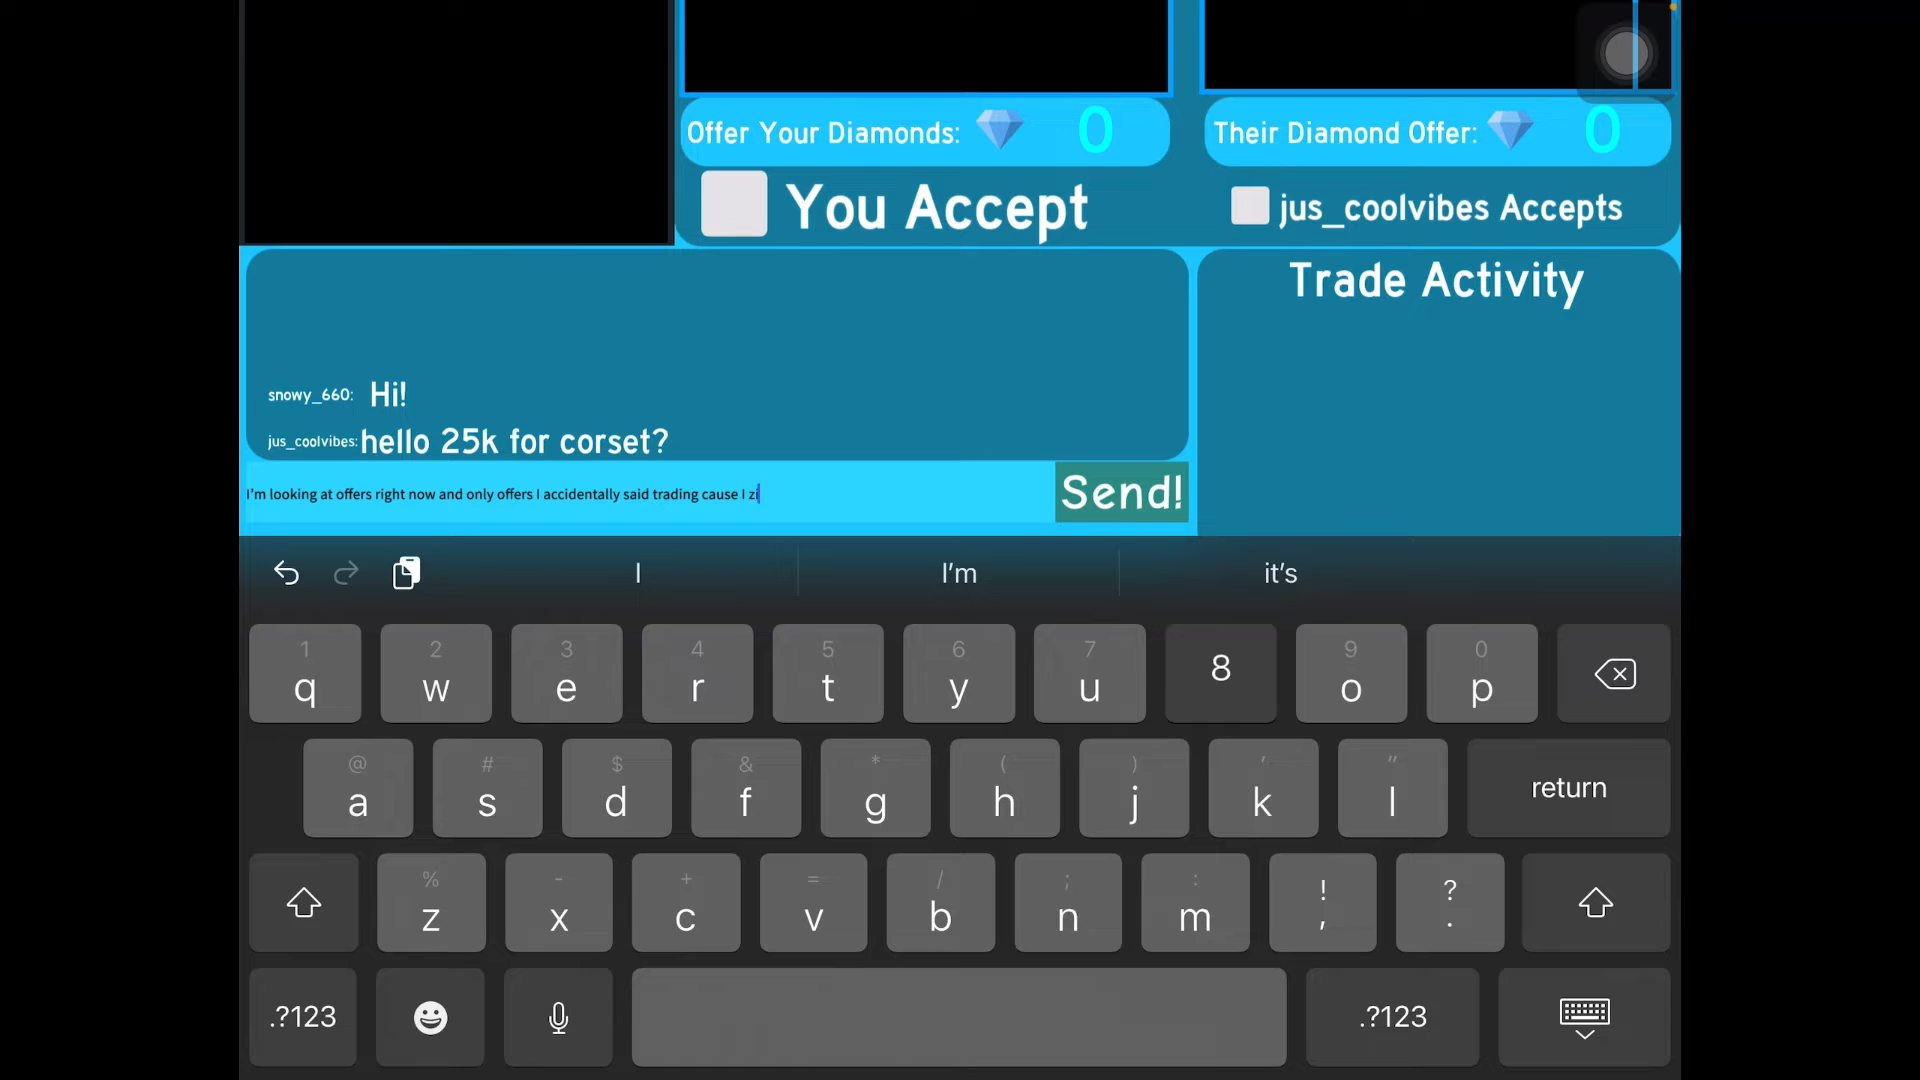 Offer Your Diamonds: 0
Their Diamond Offer: 0
You Accept
jus_coolvibes Accepts
Trade Activity
snowy_660: Hi!
jus_coolvibes: hello 25k for corset?
I'm looking at offers right now and only offers I accidentally said trading cause I zi
Send!
I I'm it's
1 2 3 4 5 6 7 9 0
q w e r t y u 8 o p
@ # $ & * ( ) ' "
a s d f g h j k l return
% - + = / ; : ! ?
z x c v b n m , .
.?123 .?123